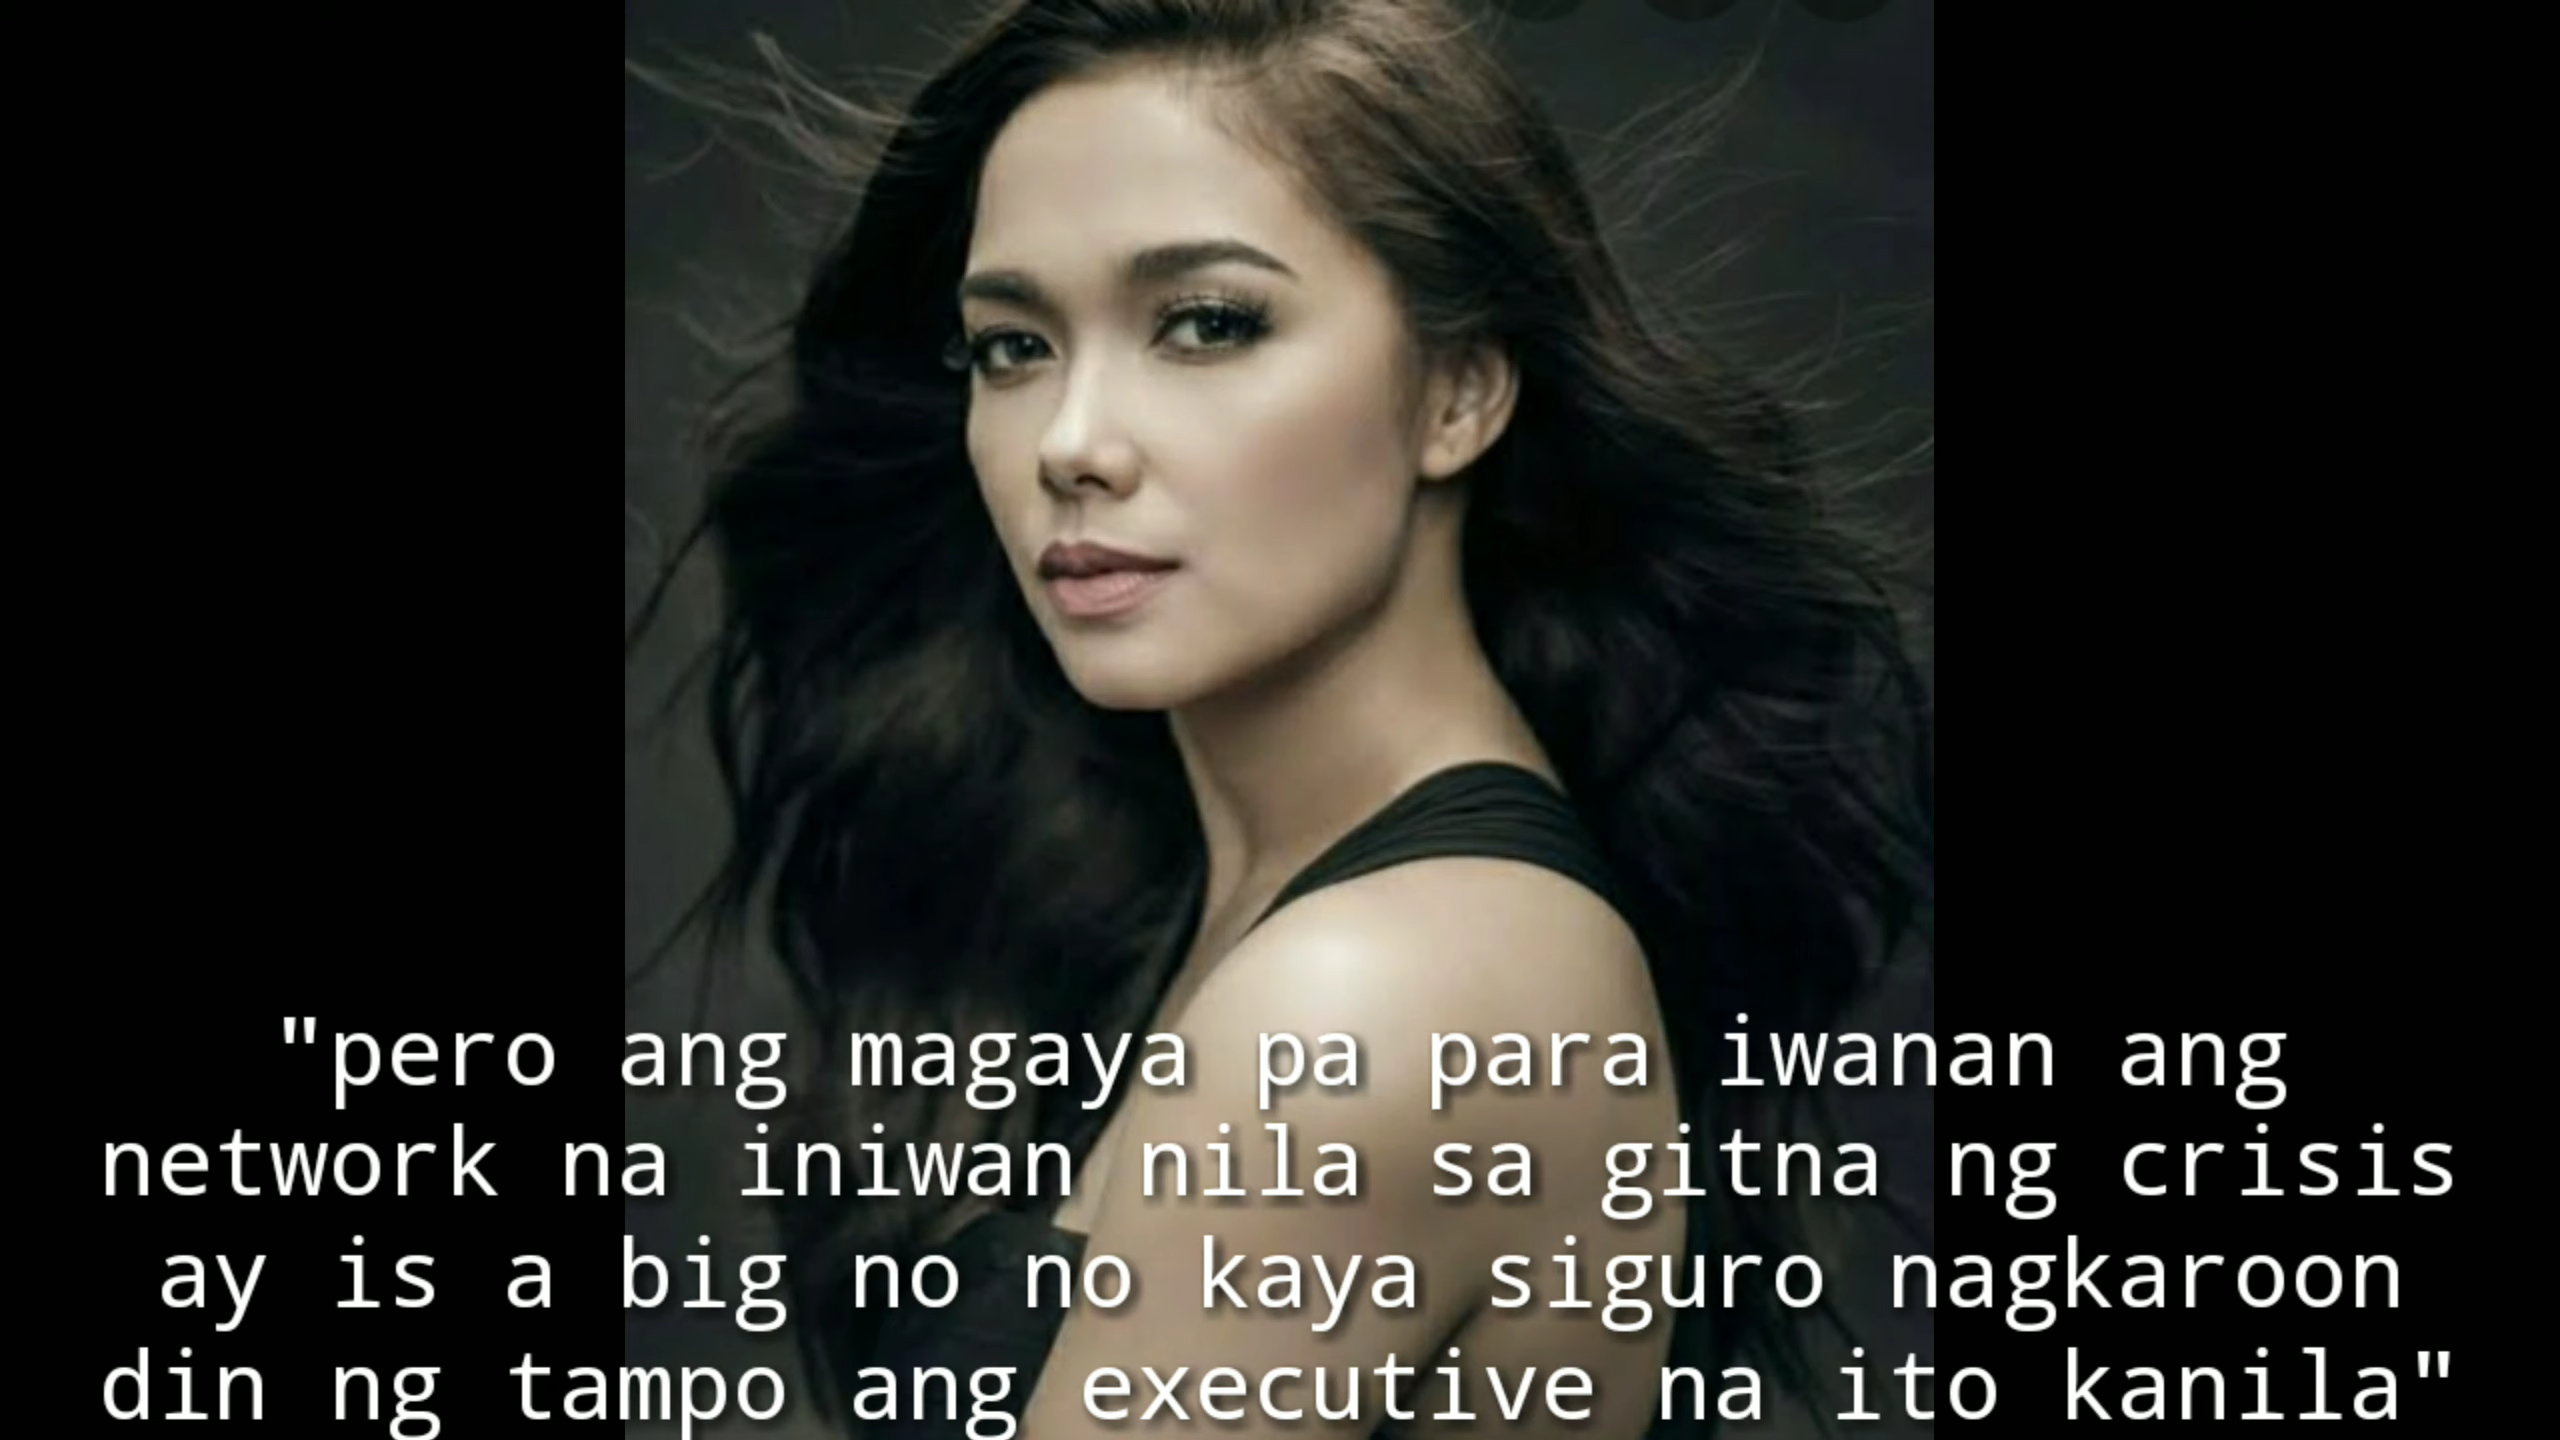 "pero ang magaya pa para iwanan ang
network na iniwan nila sa gitna ng crisis
ay is a big no no kaya siguro nagkaroon
din ng tampo ang executive na ito kanila"